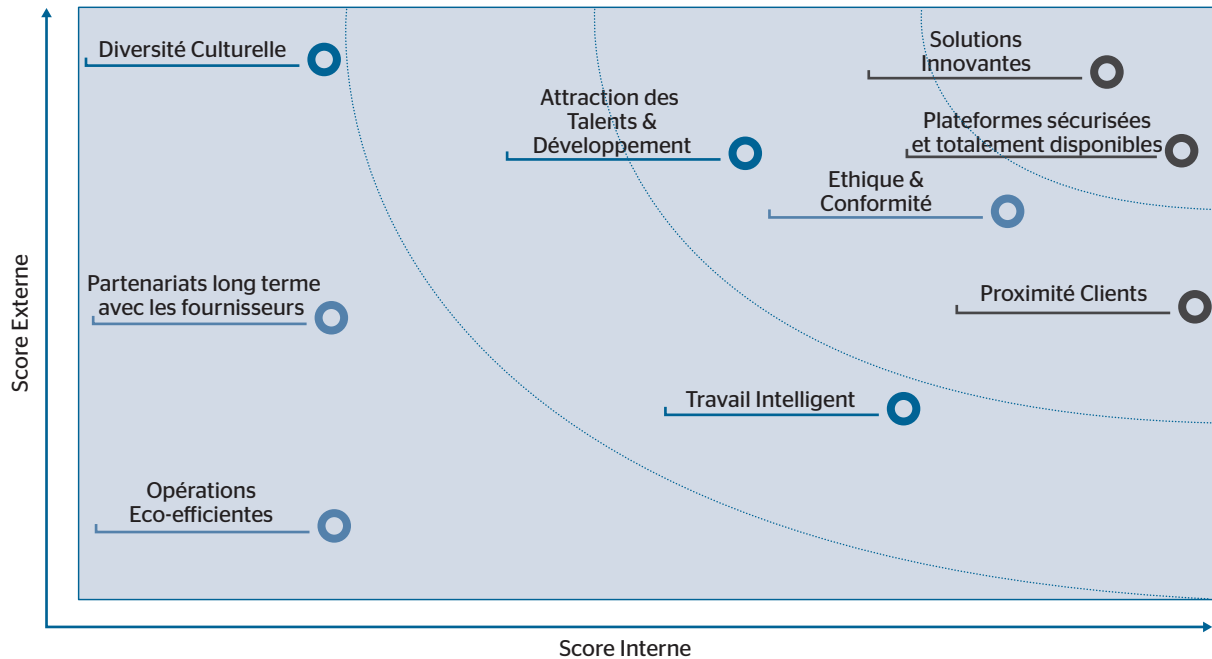 Diversité Culturelle
Solutions
Innovantes
Attraction des
Talents &
Développement
Plateformes sécurisées
et totalement disponibles
Ethique &
Conformité
Partenariats long terme
avec les fournisseurs
Proximité Clients
Travail Intelligent
Opérations
Eco-efficientes
Score Externe
Score Interne